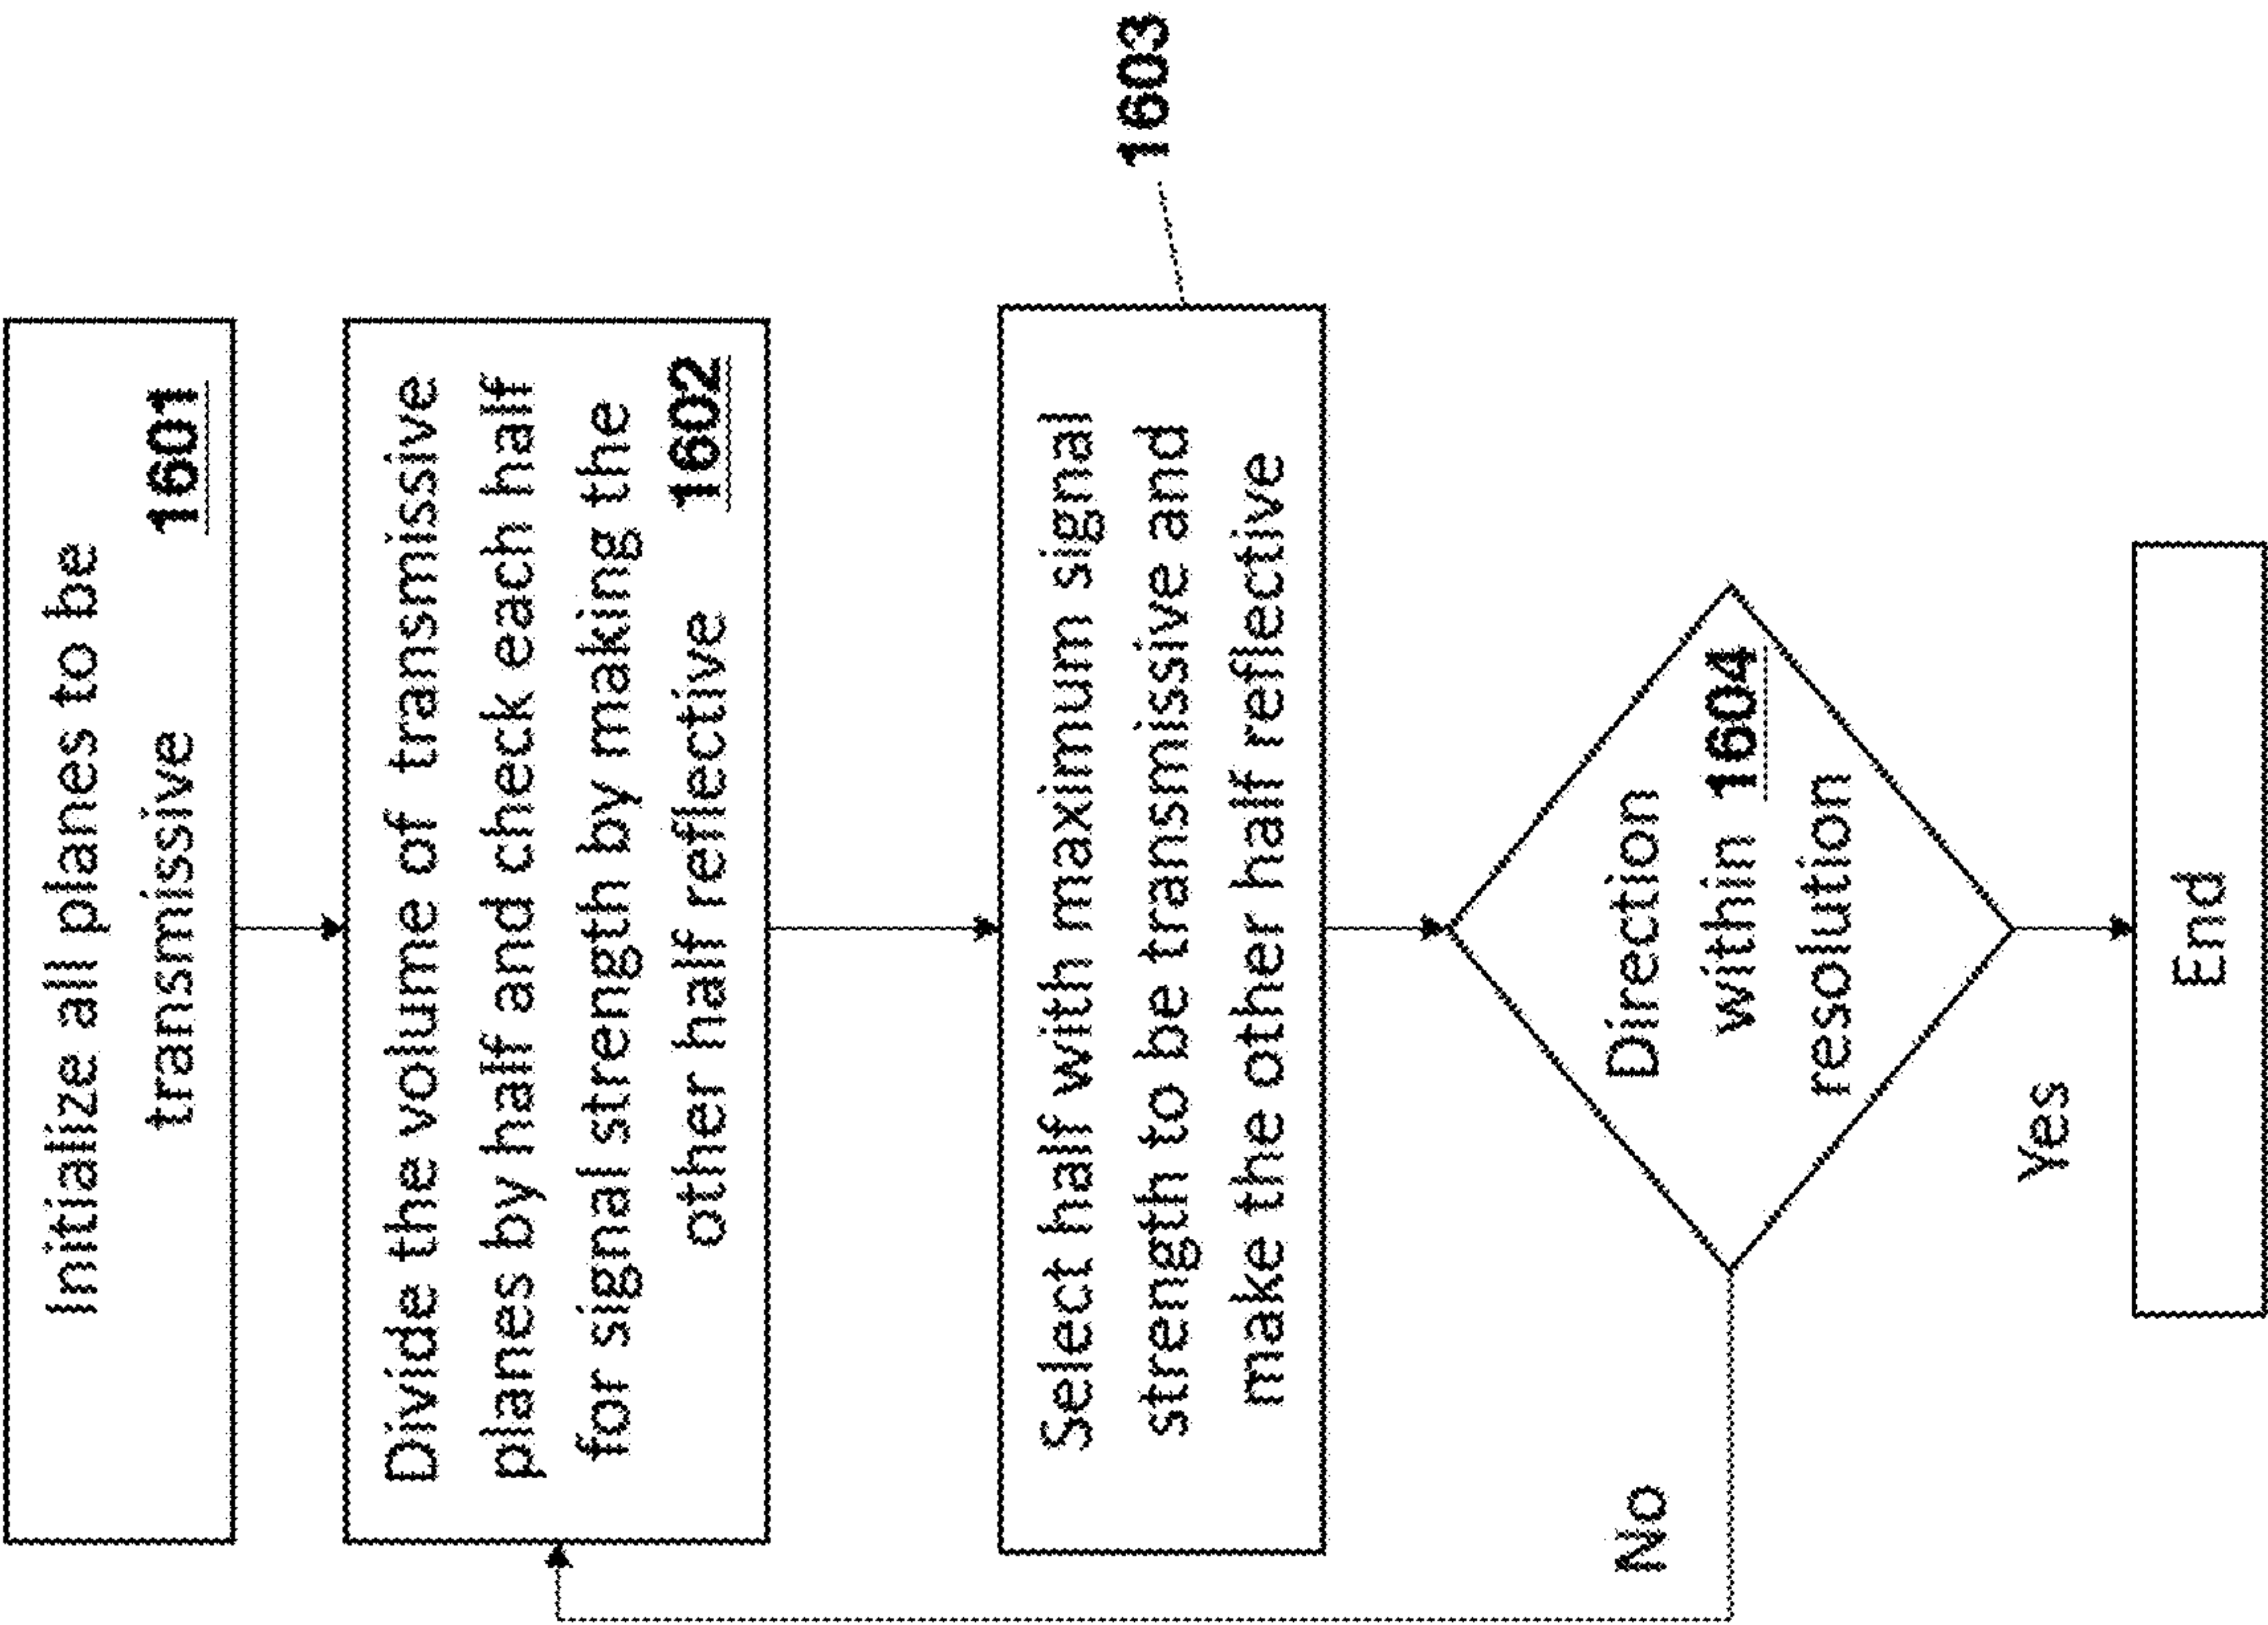 Initialize all planes to be
transmissive 1601
Divide the volume of transmissive
planes by half and check each half
for signal strength by making the
other half reflective 1602
Select half with maximum signal
strength to be transmissive and
make the other half reflective
1603
Direction
within 1604
resolution
No
Yes
End